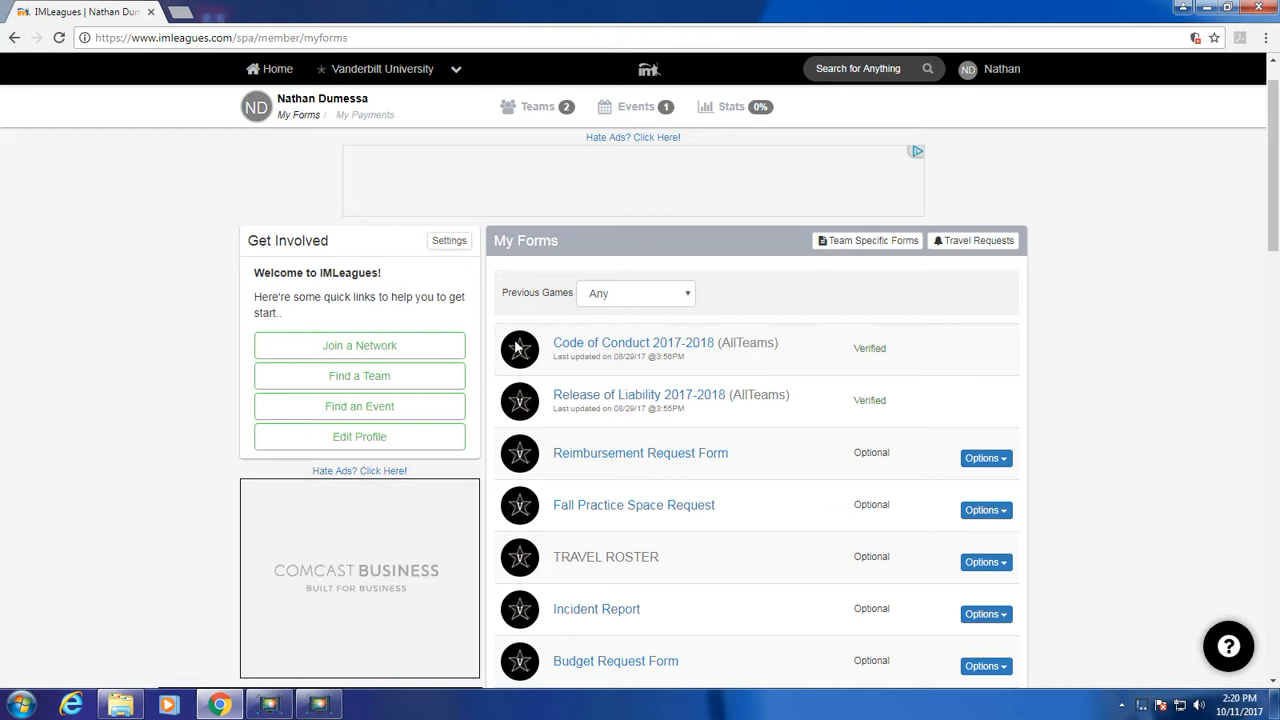 IMLeagues | Nathan Dum
https://www.imleagues.com/spa/member/myforms
Home
Vanderbilt University
im
Search for Anything
ND
Nathan
ND
Nathan Dumessa
My Forms / My Payments
Teams 2
Events 1
Stats 0%
Hate Ads? Click Here!
Get Involved
Settings
Welcome to IMLeagues!
Here're some quick links to help you to get
start..
Join a Network
Find a Team
Find an Event
Edit Profile
Hate Ads? Click Here!
COMCAST BUSINESS
BUILT FOR BUSINESS
My Forms
Team Specific Forms
Travel Requests
Previous Games
Any
Code of Conduct 2017-2018 (AllTeams)
Last updated on 08/29/17 @3:56PM
Verified
Release of Liability 2017-2018 (AllTeams)
Last updated on 08/29/17 @3:55PM
Verified
Reimbursement Request Form
Optional
Options
Fall Practice Space Request
Optional
Options
TRAVEL ROSTER
Optional
Options
Incident Report
Optional
Options
Budget Request Form
Optional
Options
?
2:20 PM
10/11/2017